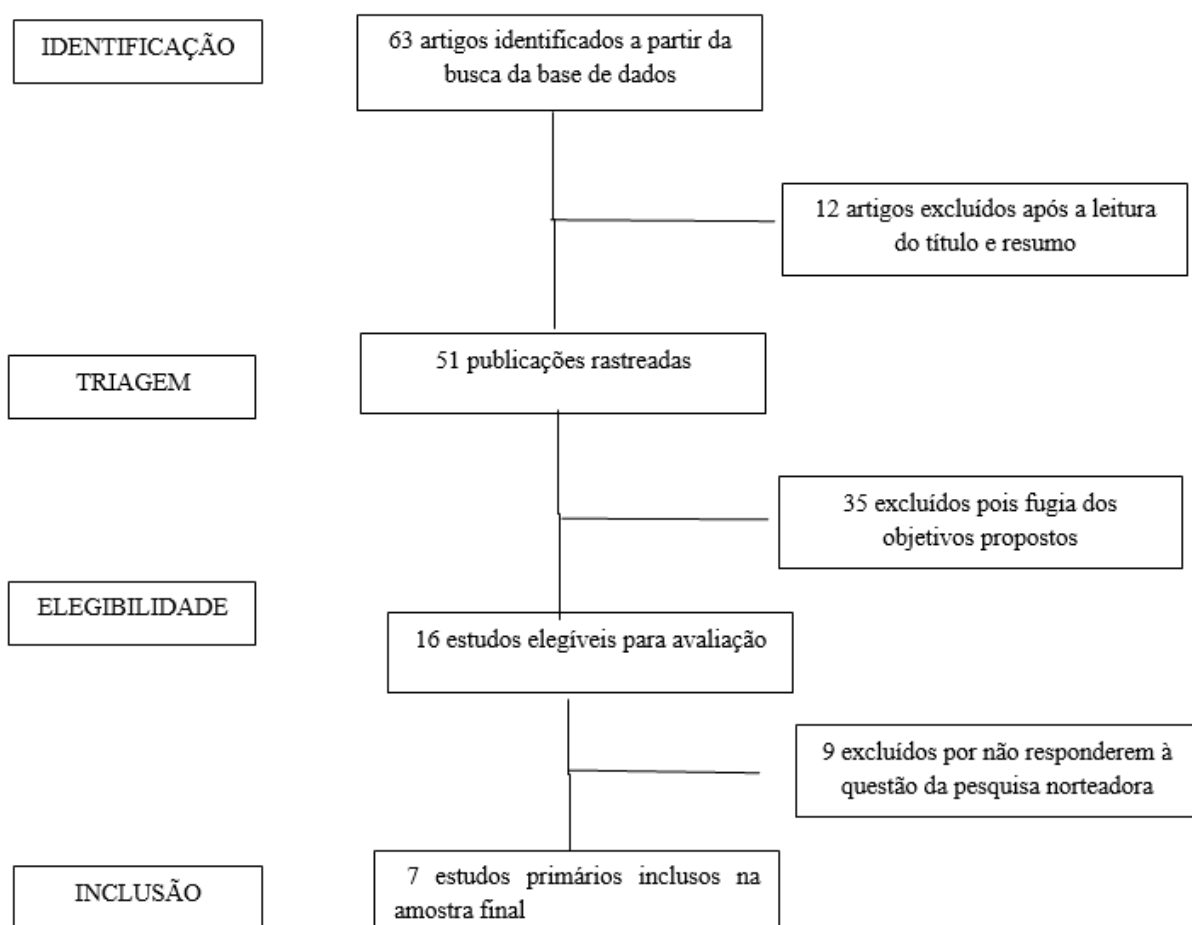 IDENTIFICAÇÃO
63 artigos identificados a partir da
busca da base de dados
12 artigos excluídos após a leitura
do título e resumo
TRIAGEM
51 publicações rastreadas
35 excluídos pois fugia dos
objetivos propostos
ELEGIBILIDADE
16 estudos elegíveis para avaliação
9 excluídos por não responderem à
questão da pesquisa norteadora
INCLUSÃO
7 estudos primários inclusos na
amostra final